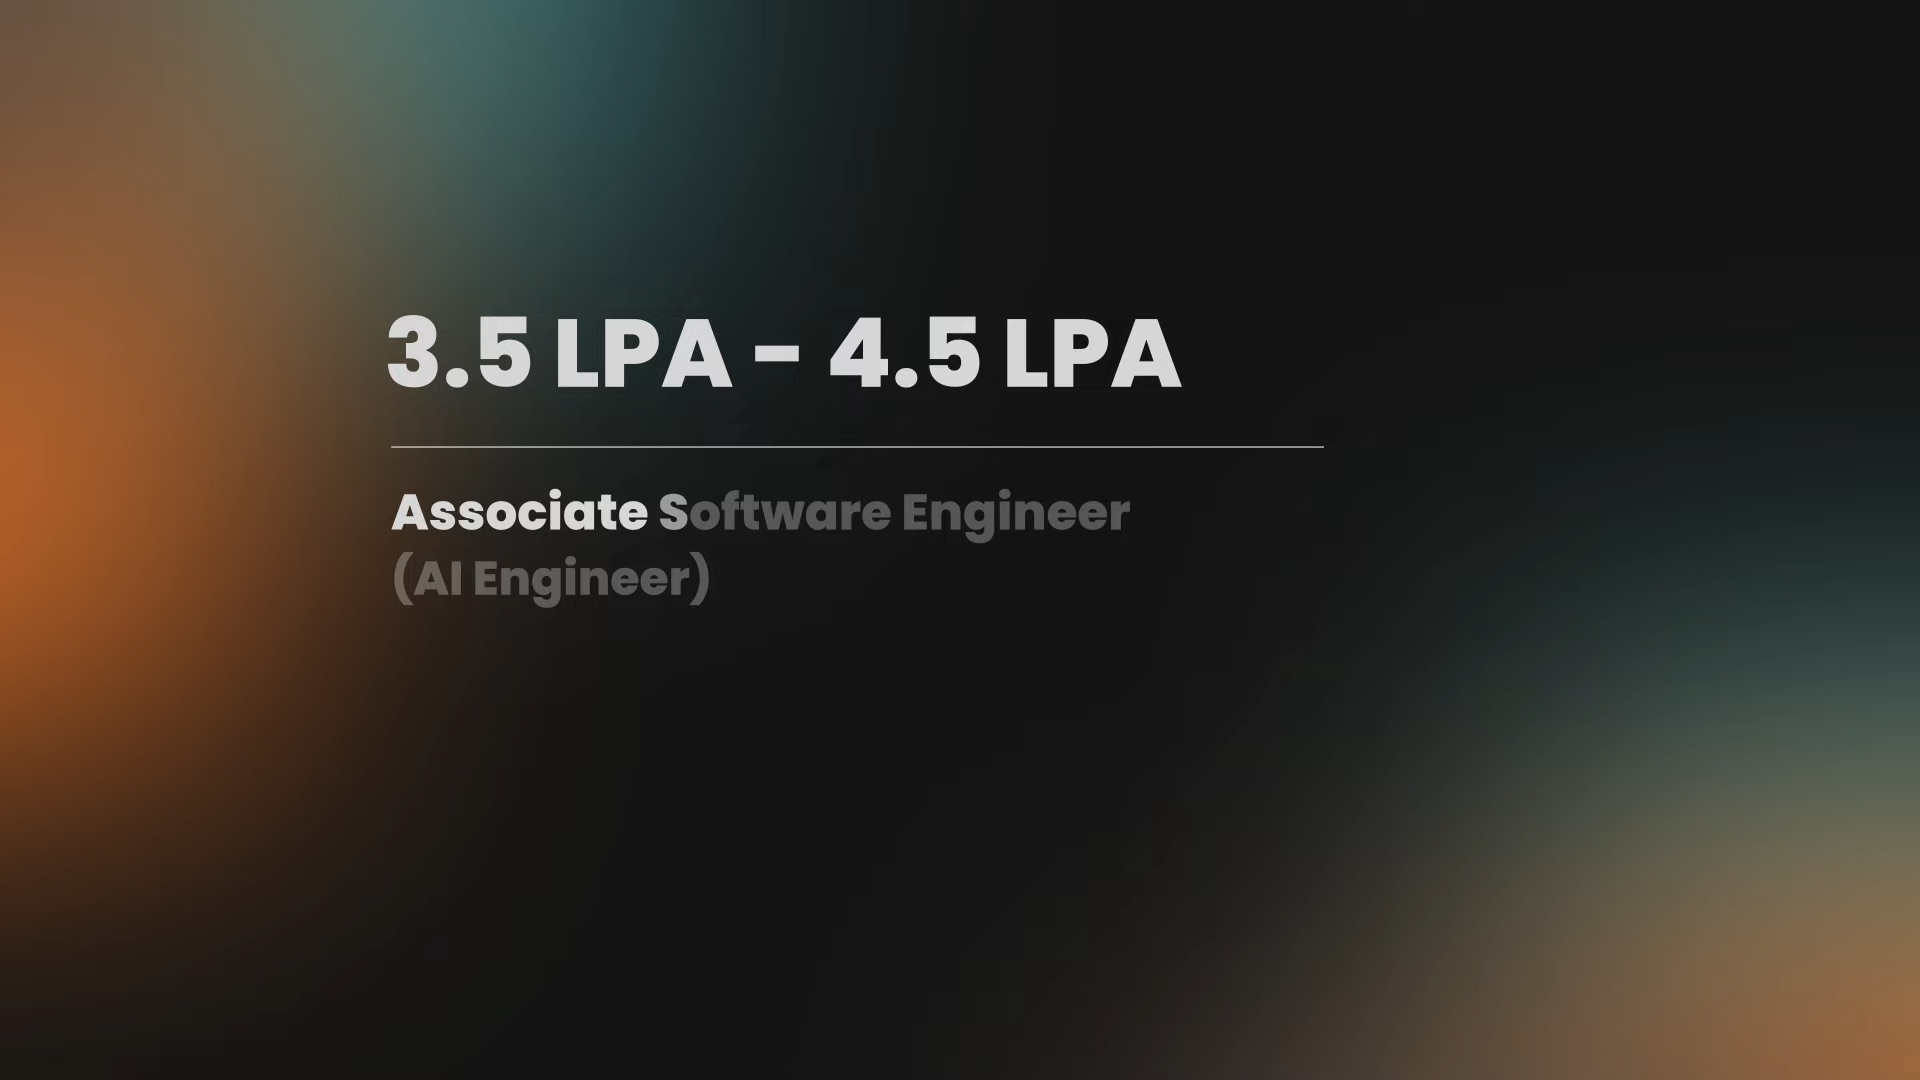 3.5 LPA – 4.5 LPA
Associate Software Engineer
(AI Engineer)